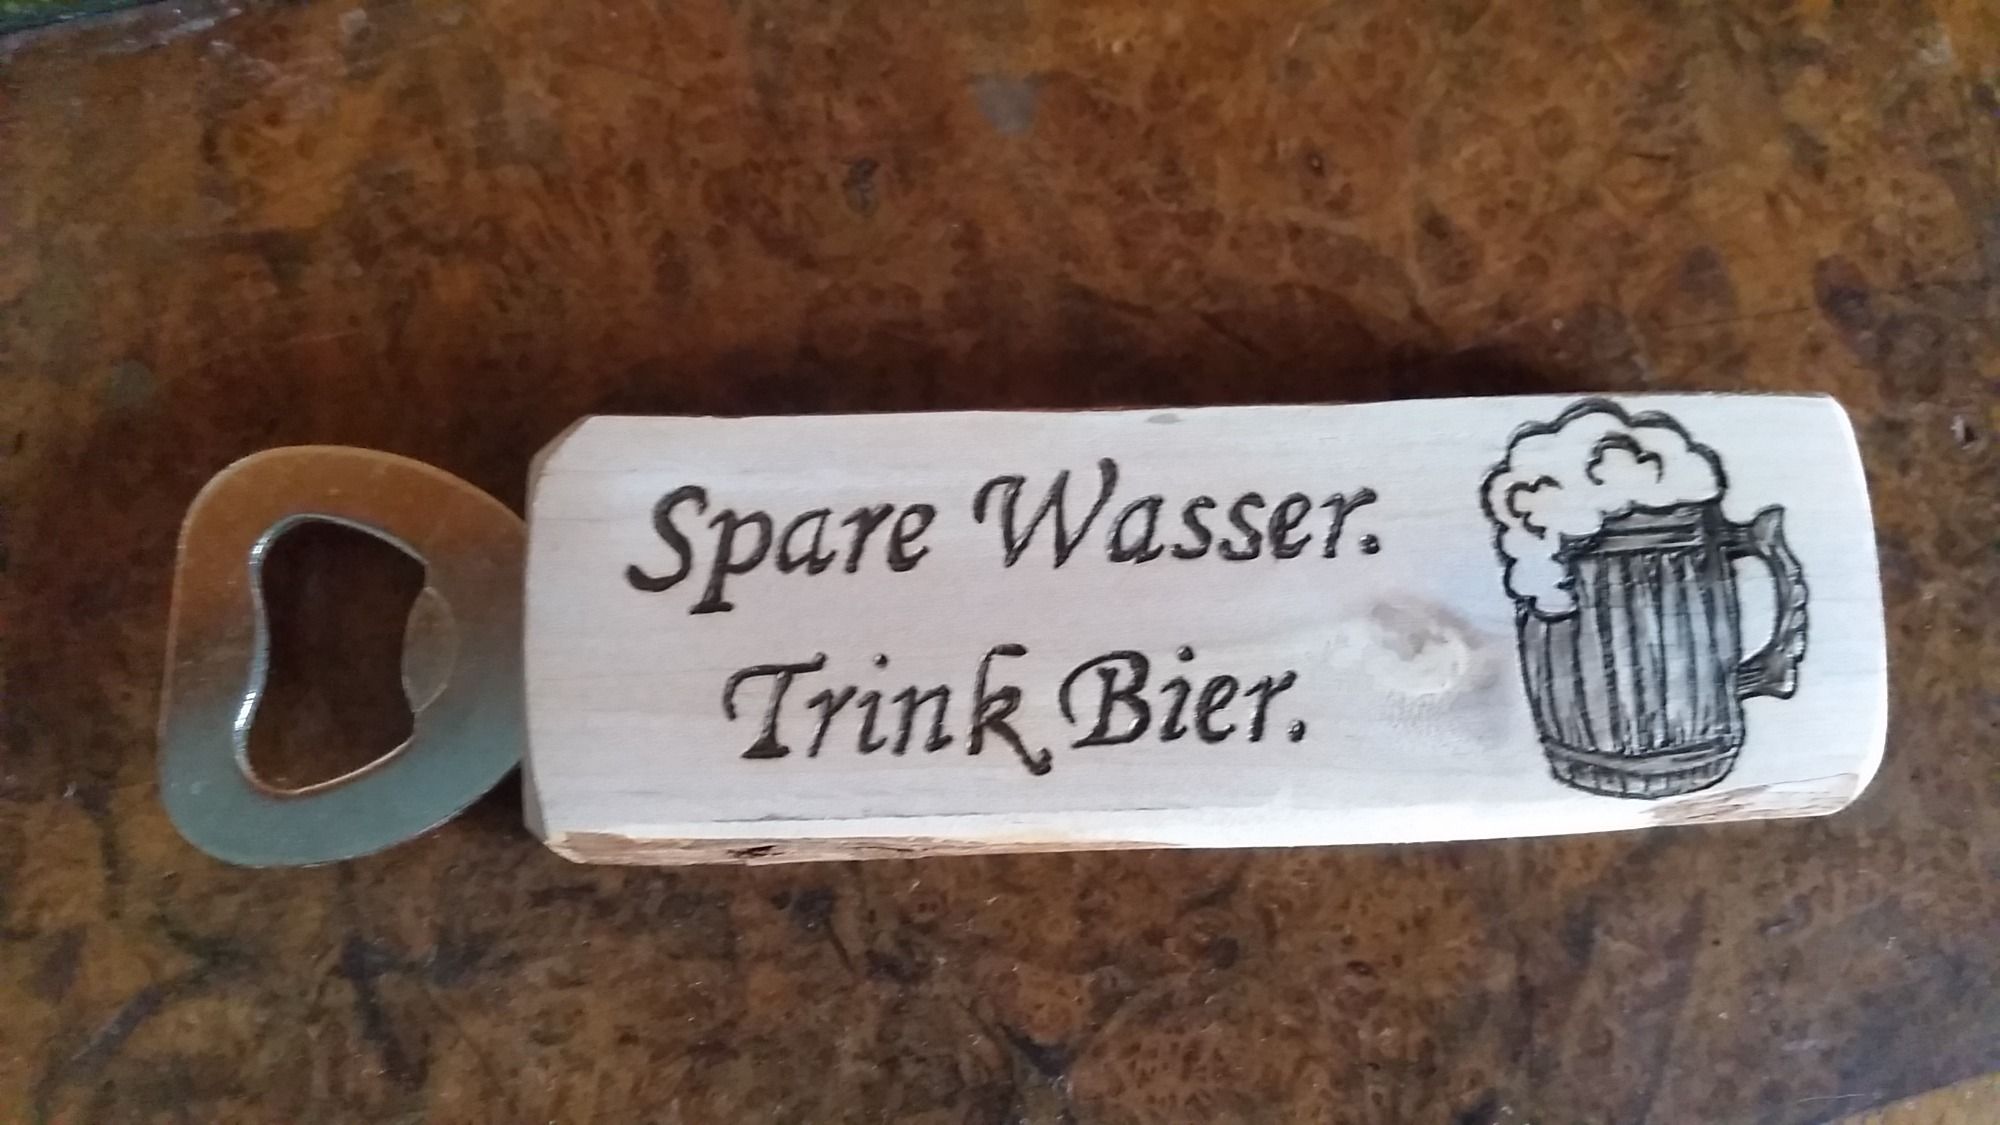 Spare Wasser.
Trink Bier.